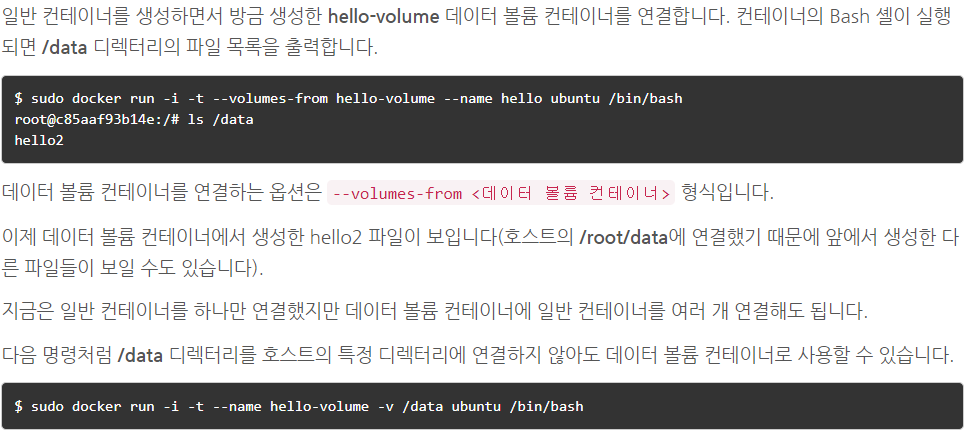 일반 컨테이너를 생성하면서 방금 생성한 hello-volume 데이터 볼륨 컨테이너를 연결합니다. 컨테이너의 Bash 셸이 실행
되면 /data 디렉터리의 파일 목록을 출력합니다.
$ sudo docker run -i -t --volumes-from hello-volume --name hello ubuntu /bin/bash
root@c85aaf93b14e:/# ls /data
hello2
데이터 볼륨 컨테이너를 연결하는 옵션은 --volumes-from <데이터 볼륨 컨테이너> 형식입니다.
이제 데이터 볼륨 컨테이너에서 생성한 hello2 파일이 보입니다(호스트의 /root/data에 연결했기 때문에 앞에서 생성한 다
른 파일들이 보일 수도 있습니다).
지금은 일반 컨테이너를 하나만 연결했지만 데이터 볼륨 컨테이너에 일반 컨테이너를 여러 개 연결해도 됩니다.
다음 명령처럼 /data 디렉터리를 호스트의 특정 디렉터리에 연결하지 않아도 데이터 볼륨 컨테이너로 사용할 수 있습니다.
$ sudo docker run -i -t --name hello-volume -v /data ubuntu /bin/bash